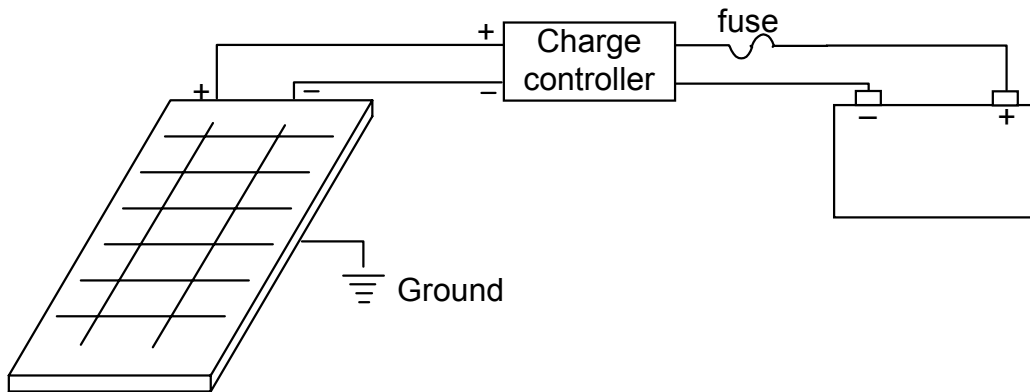 fuse
+ Charge
controller
+ −
−
− +
Ground